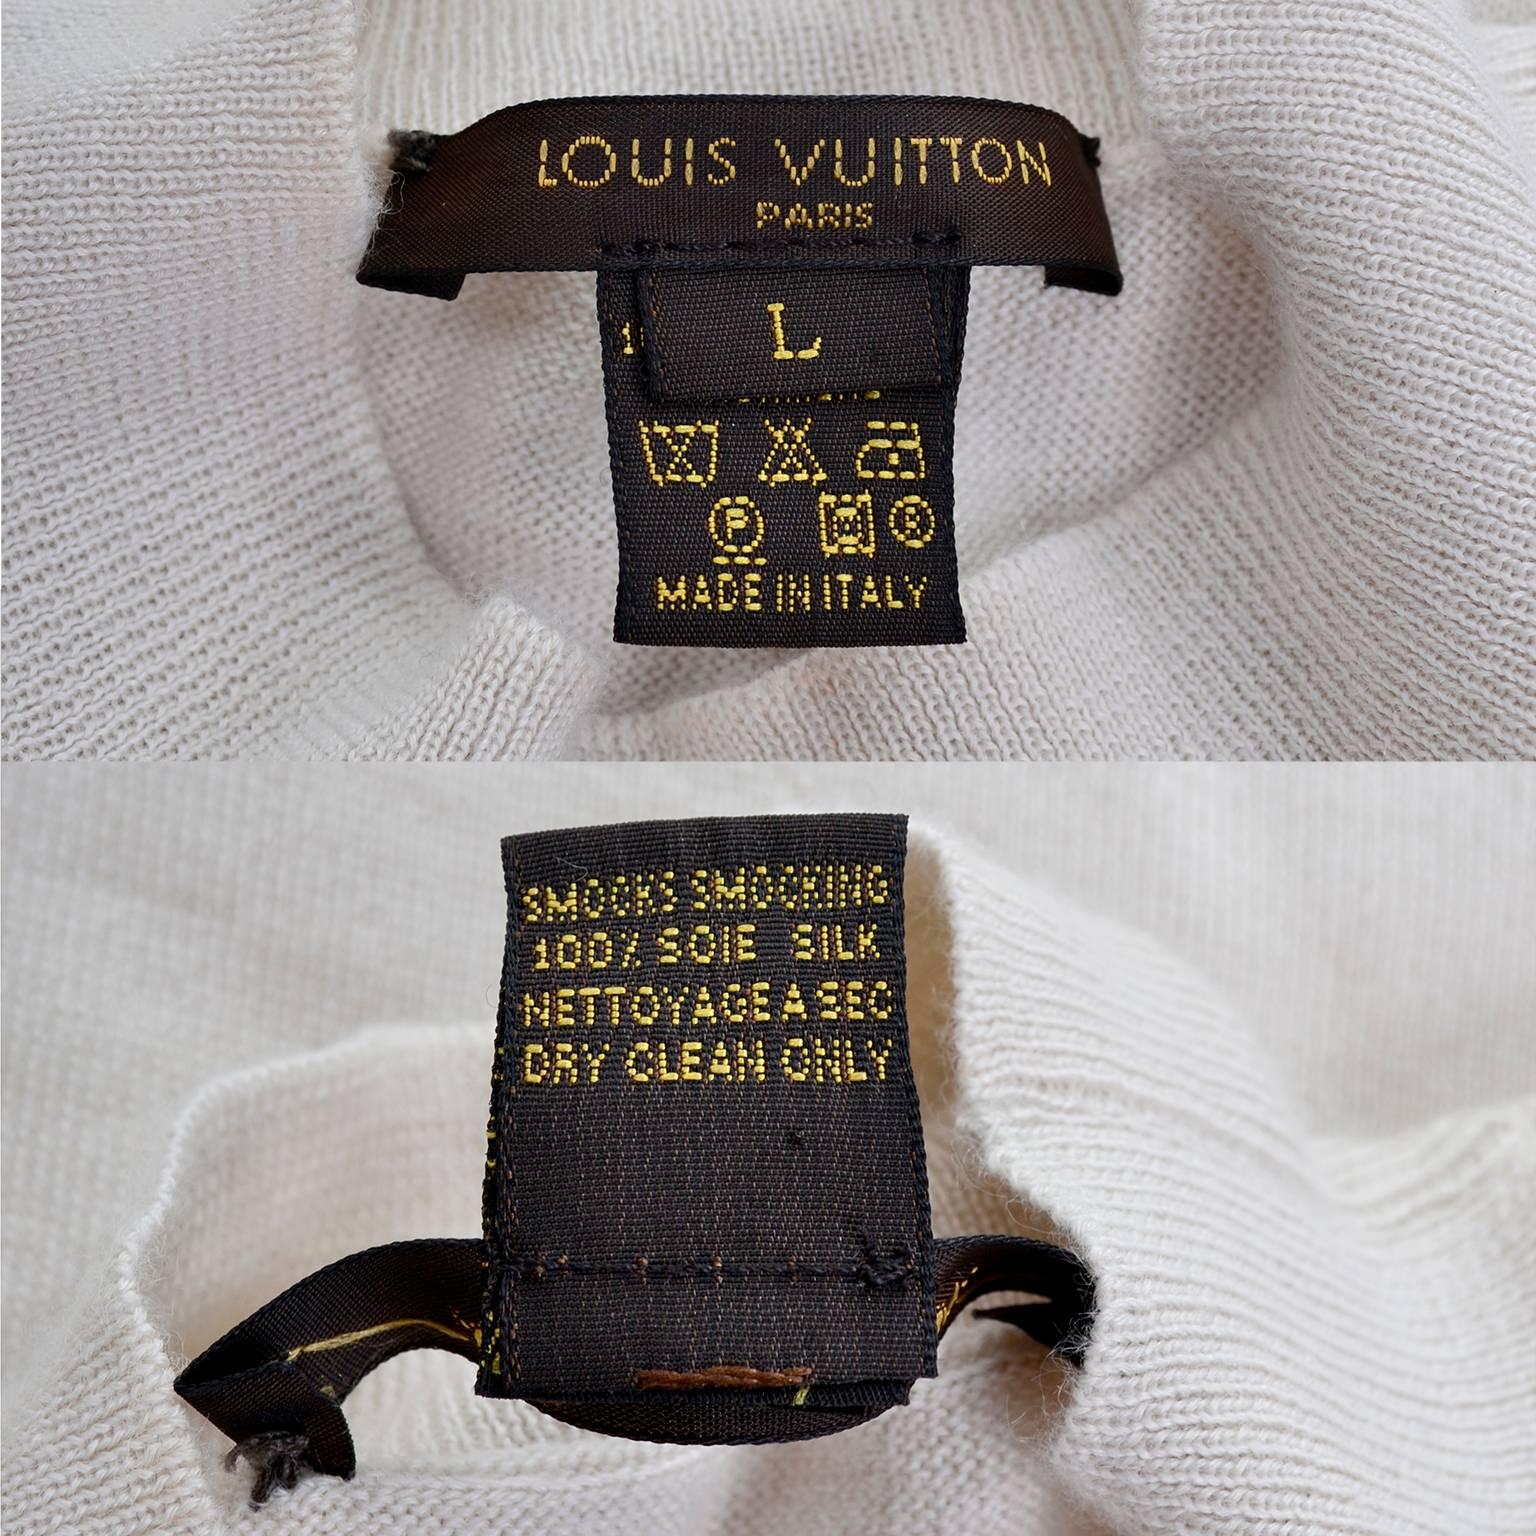 LOUIS VUITTON
PARIS
L
P
MADE IN ITALY
SMOCKS SMOCKING
100% SOIE SILK
NETTOYAGE A SEC
DRY CLEAN ONLY